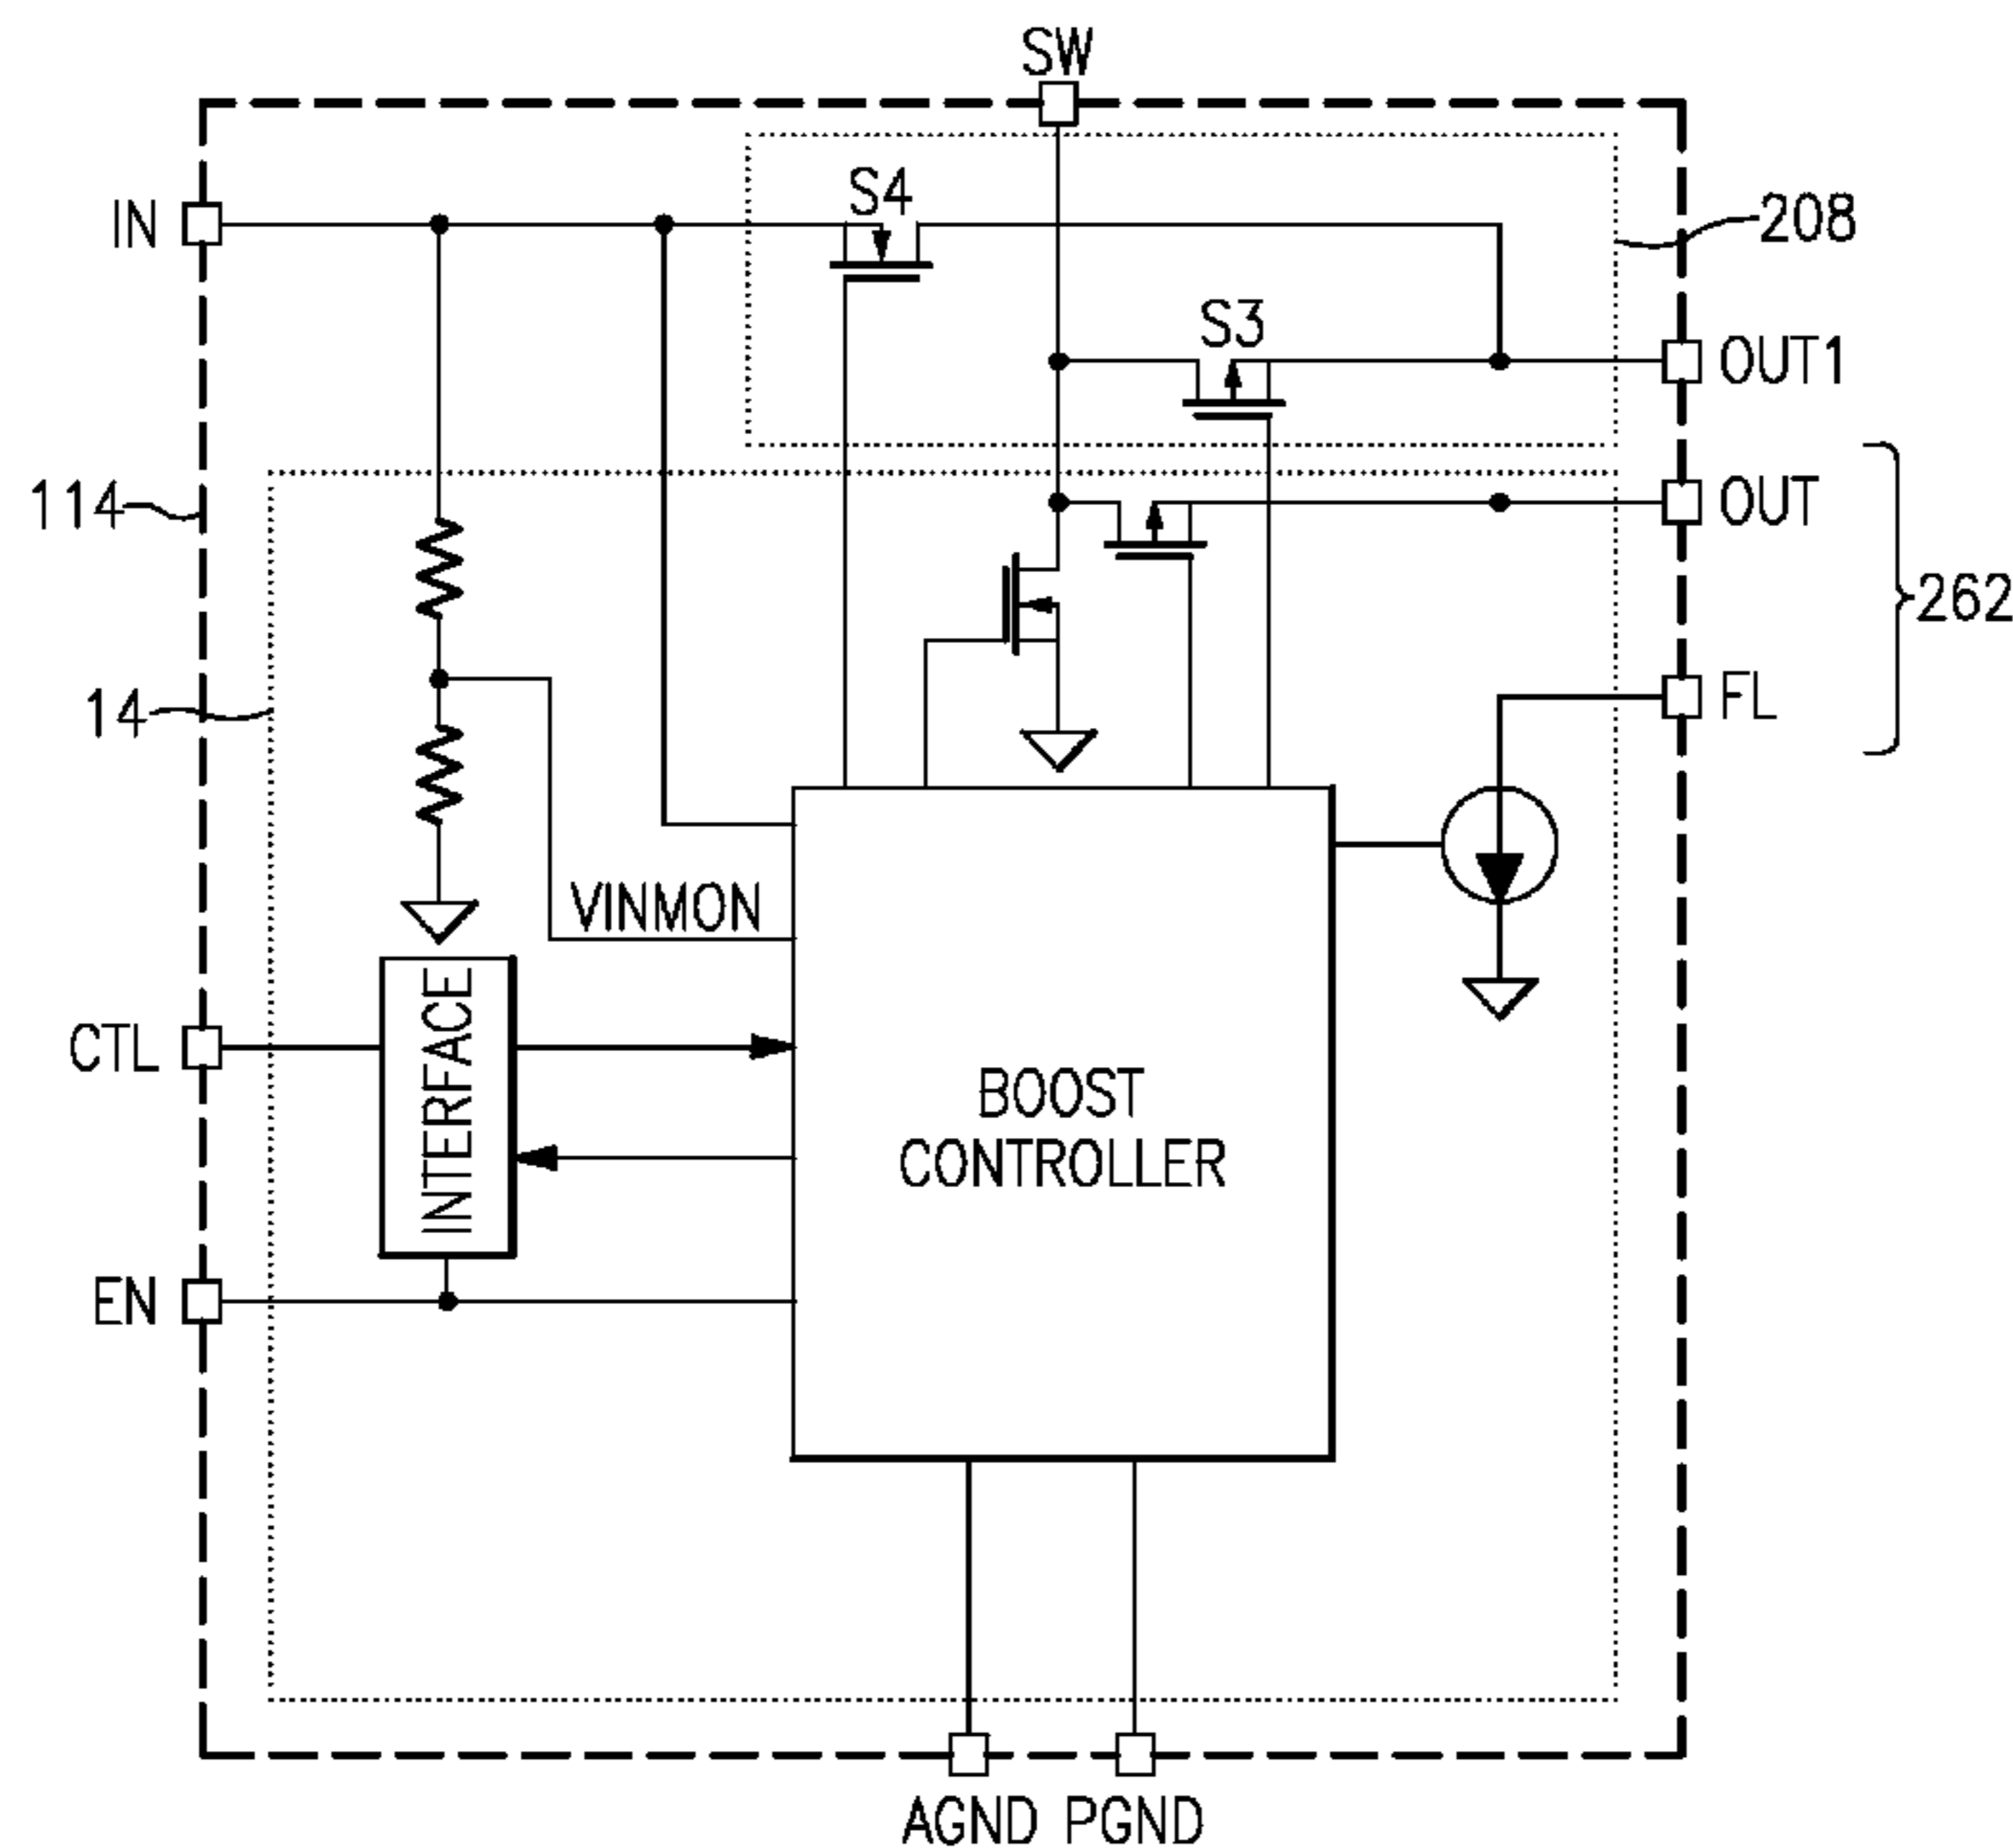 SW
S4
IN
208
S3
OUT1
114
OUT
262
14
FL
VINMON
INTERFACE
CTL
BOOST
CONTROLLER
EN
AGND PGND